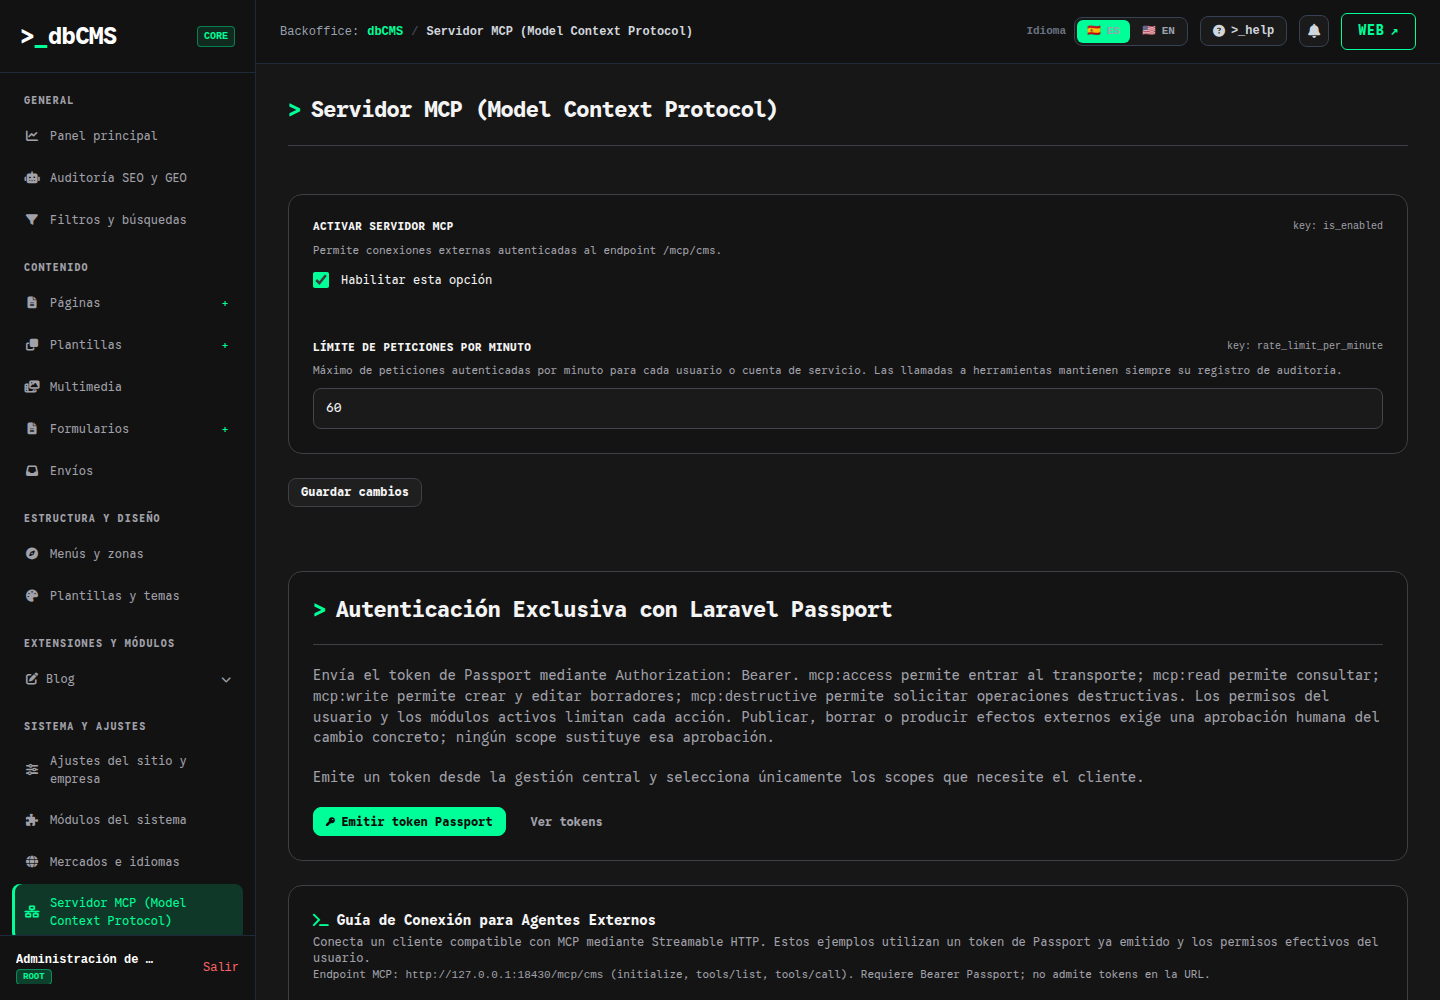 >_dbCMS
CORE
GENERAL
Panel principal
Auditoría SEO y GEO
Filtros y búsquedas
CONTENIDO
Páginas +
Plantillas +
Multimedia
Formularios +
Envíos
ESTRUCTURA Y DISEÑO
Menús y zonas
Plantillas y temas
EXTENSIONES Y MÓDULOS
Blog
SISTEMA Y AJUSTES
Ajustes del sitio y
empresa
Módulos del sistema
Mercados e idiomas
Servidor MCP (Model
Context Protocol)
Administración de …
ROOT
Salir
Backoffice: dbCMS / Servidor MCP (Model Context Protocol)
Idioma
EN
>_help
WEB ↗
> Servidor MCP (Model Context Protocol)
ACTIVAR SERVIDOR MCP
key: is_enabled
Permite conexiones externas autenticadas al endpoint /mcp/cms.
Habilitar esta opción
LÍMITE DE PETICIONES POR MINUTO
key: rate_limit_per_minute
Máximo de peticiones autenticadas por minuto para cada usuario o cuenta de servicio. Las llamadas a herramientas mantienen siempre su registro de auditoría.
60
Guardar cambios
> Autenticación Exclusiva con Laravel Passport
Envía el token de Passport mediante Authorization: Bearer. mcp:access permite entrar al transporte; mcp:read permite consultar;
mcp:write permite crear y editar borradores; mcp:destructive permite solicitar operaciones destructivas. Los permisos del
usuario y los módulos activos limitan cada acción. Publicar, borrar o producir efectos externos exige una aprobación humana del
cambio concreto; ningún scope sustituye esa aprobación.
Emite un token desde la gestión central y selecciona únicamente los scopes que necesite el cliente.
Emitir token Passport
Ver tokens
Guía de Conexión para Agentes Externos
Conecta un cliente compatible con MCP mediante Streamable HTTP. Estos ejemplos utilizan un token de Passport ya emitido y los permisos efectivos del
usuario.
Endpoint MCP: http://127.0.0.1:18430/mcp/cms (initialize, tools/list, tools/call). Requiere Bearer Passport; no admite tokens en la URL.